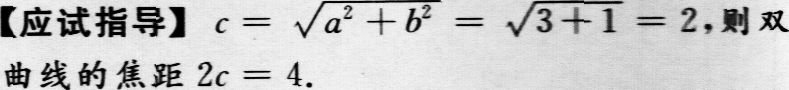 【应试指导】 c = √(a² + b²) = √(3+1) = 2,则双
曲线的焦距 2c = 4.